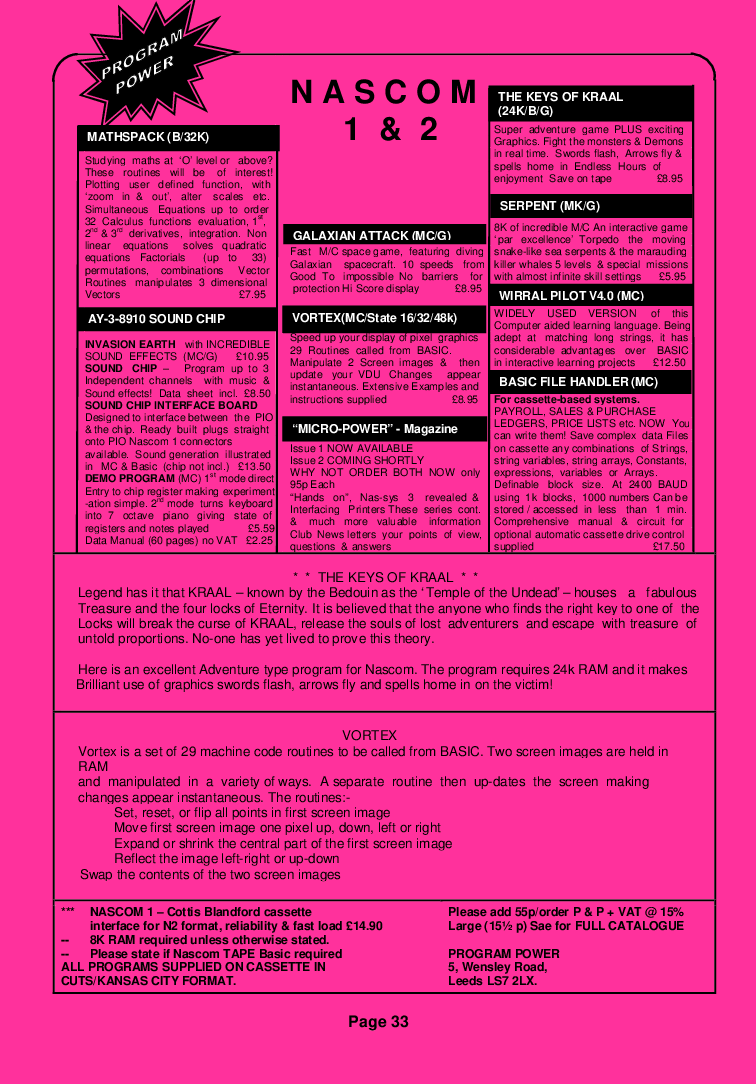 PROGRAM
POWER
NASCOM
1 & 2
MATHSPACK (B/32K)
Studying maths at ‘O’ level or above?
These routines will be of interest!
Plotting user defined function, with
‘zoom in & out’, alter scales etc.
Simultaneous Equations up to order
32 Calculus functions evaluation, 1st,
2nd & 3rd derivatives, integration. Non
linear equations solves quadratic
equations Factorials (up to 33)
permutations, combinations Vector
Routines manipulates 3 dimensional
Vectors £7.95
AY-3-8910 SOUND CHIP
INVASION EARTH with INCREDIBLE
SOUND EFFECTS (MC/G) £10.95
SOUND CHIP – Program up to 3
Independent channels with music &
Sound effects! Data sheet incl. £8.50
SOUND CHIP INTERFACE BOARD
Designed to interface between the PIO
& the chip. Ready built plugs straight
onto PIO Nascom 1 connectors
available. Sound generation illustrated
in MC & Basic (chip not incl.) £13.50
DEMO PROGRAM (MC) 1st mode direct
Entry to chip register making experiment
-ation simple. 2nd mode turns keyboard
into 7 octave piano giving state of
registers and notes played £5.59
Data Manual (60 pages) no VAT £2.25
GALAXIAN ATTACK (MC/G)
Fast M/C space game, featuring diving
Galaxian spacecraft. 10 speeds from
Good To impossible No barriers for
protection Hi Score display £8.95
VORTEX(MC/State 16/32/48k)
Speed up your display of pixel graphics
29 Routines called from BASIC.
Manipulate 2 Screen images & then
update your VDU Changes appear
instantaneous. Extensive Examples and
instructions supplied £8.95
“MICRO-POWER” - Magazine
Issue 1 NOW AVAILABLE
Issue 2 COMING SHORTLY
WHY NOT ORDER BOTH NOW only
95p Each
“Hands on”, Nas-sys 3 revealed &
Interfacing Printers These series cont.
& much more valuable information
Club News letters your points of view,
questions & answers
THE KEYS OF KRAAL
(24K/B/G)
Super adventure game PLUS exciting
Graphics. Fight the monsters & Demons
in real time. Swords flash, Arrows fly &
spells home in Endless Hours of
enjoyment Save on tape £8.95
SERPENT (MK/G)
8K of incredible M/C An interactive game
‘par excellence’ Torpedo the moving
snake-like sea serpents & the marauding
killer whales 5 levels & special missions
with almost infinite skill settings £5.95
WIRRAL PILOT V4.0 (MC)
WIDELY USED VERSION of this
Computer aided learning language. Being
adept at matching long strings, it has
considerable advantages over BASIC
in interactive learning projects £12.50
BASIC FILE HANDLER (MC)
For cassette-based systems.
PAYROLL, SALES & PURCHASE
LEDGERS, PRICE LISTS etc. NOW You
can write them! Save complex data Files
on cassette any combinations of Strings,
string variables, string arrays, Constants,
expressions, variables or Arrays.
Definable block size. At 2400 BAUD
using 1k blocks, 1000 numbers Can be
stored / accessed in less than 1 min.
Comprehensive manual & circuit for
optional automatic cassette drive control
supplied £17.50
* * THE KEYS OF KRAAL * *
Legend has it that KRAAL – known by the Bedouin as the ‘Temple of the Undead’ – houses a fabulous
Treasure and the four locks of Eternity. It is believed that the anyone who finds the right key to one of the
Locks will break the curse of KRAAL, release the souls of lost adventurers and escape with treasure of
untold proportions. No-one has yet lived to prove this theory.
Here is an excellent Adventure type program for Nascom. The program requires 24k RAM and it makes
Brilliant use of graphics swords flash, arrows fly and spells home in on the victim!
VORTEX
Vortex is a set of 29 machine code routines to be called from BASIC. Two screen images are held in
RAM
and manipulated in a variety of ways. A separate routine then up-dates the screen making
changes appear instantaneous. The routines:-
Set, reset, or flip all points in first screen image
Move first screen image one pixel up, down, left or right
Expand or shrink the central part of the first screen image
Reflect the image left-right or up-down
Swap the contents of the two screen images
*** NASCOM 1 – Cottis Blandford cassette
interface for N2 format, reliability & fast load £14.90
-- 8K RAM required unless otherwise stated.
-- Please state if Nascom TAPE Basic required
ALL PROGRAMS SUPPLIED ON CASSETTE IN
CUTS/KANSAS CITY FORMAT.
Please add 55p/order P & P + VAT @ 15%
Large (15½ p) Sae for FULL CATALOGUE
PROGRAM POWER
5, Wensley Road,
Leeds LS7 2LX.
Page 33